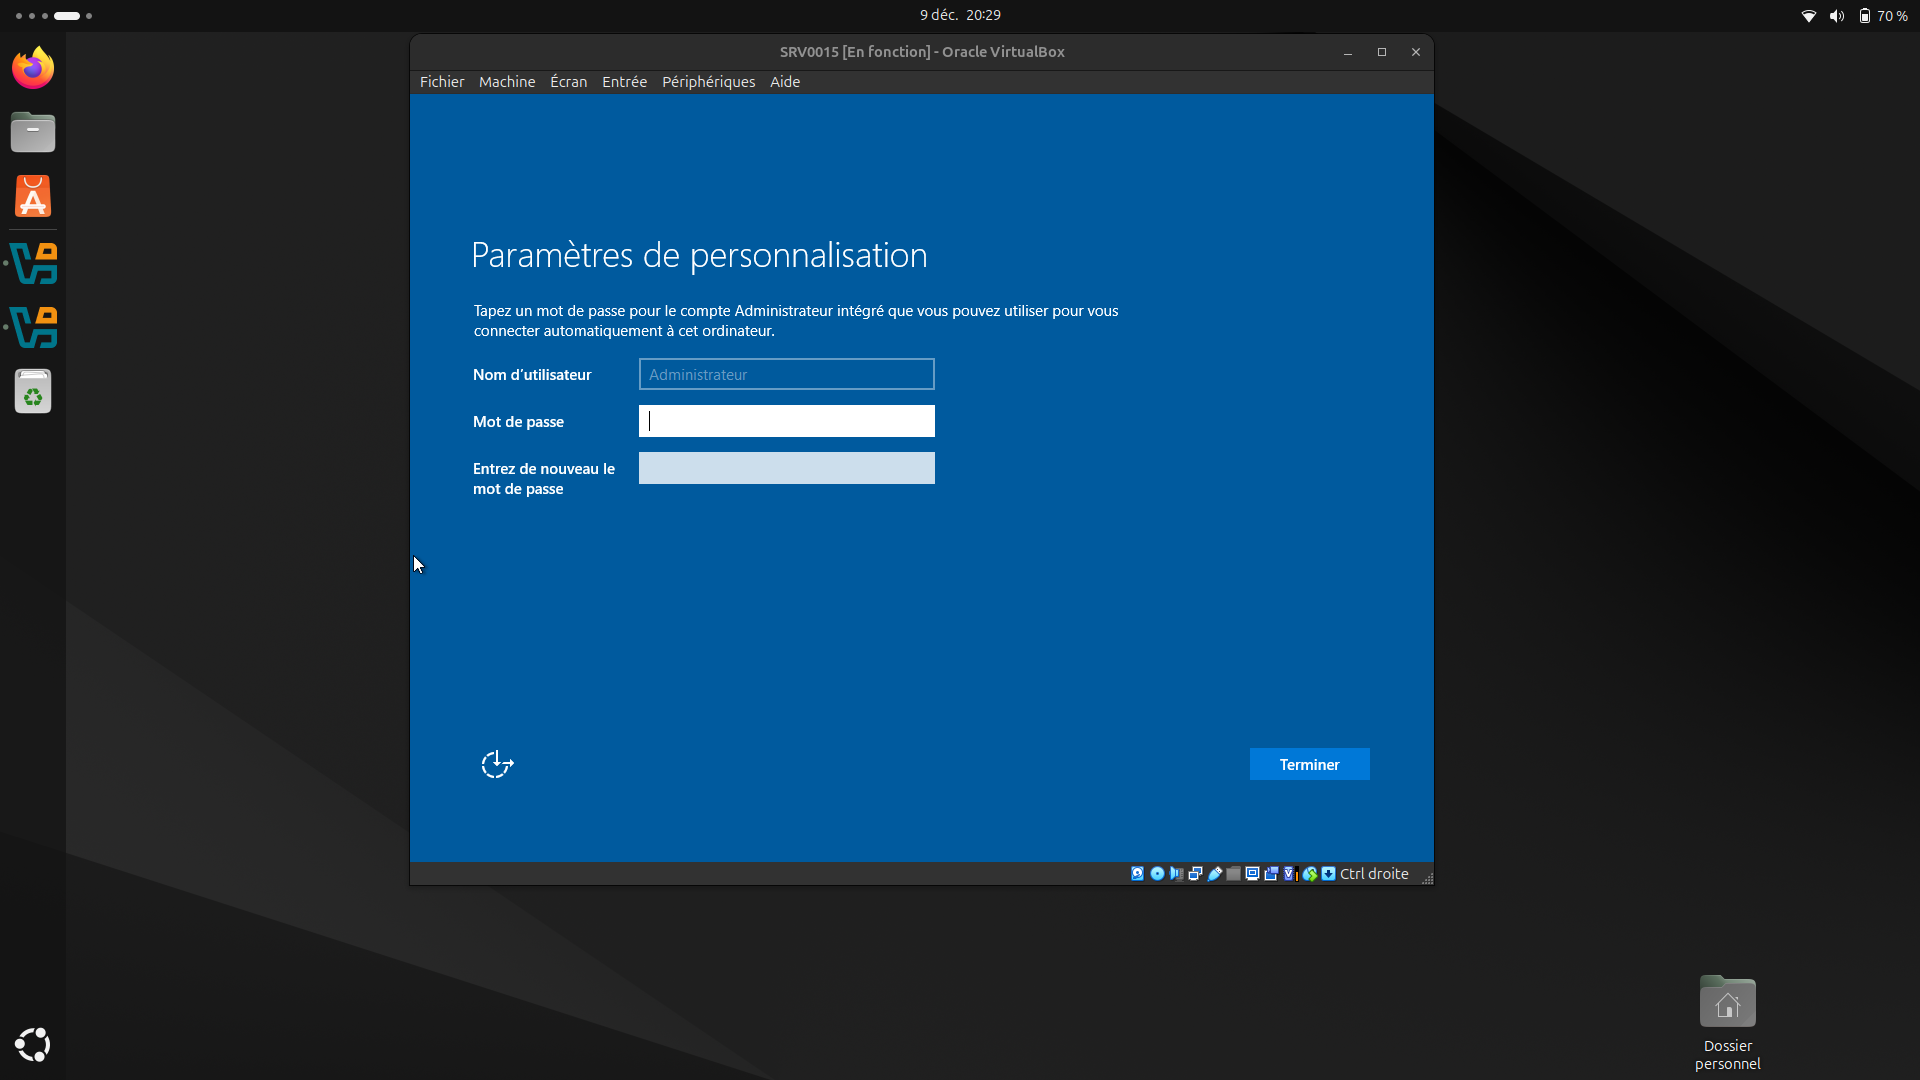 9 déc. 20:29
70 %
SRV0015 [En fonction] - Oracle VirtualBox
Fichier Machine Écran Entrée Périphériques Aide
Paramètres de personnalisation
Tapez un mot de passe pour le compte Administrateur intégré que vous pouvez utiliser pour vous
connecter automatiquement à cet ordinateur.
Nom d'utilisateur
Administrateur
Mot de passe
Entrez de nouveau le
mot de passe
Terminer
Ctrl droite
Dossier
personnel